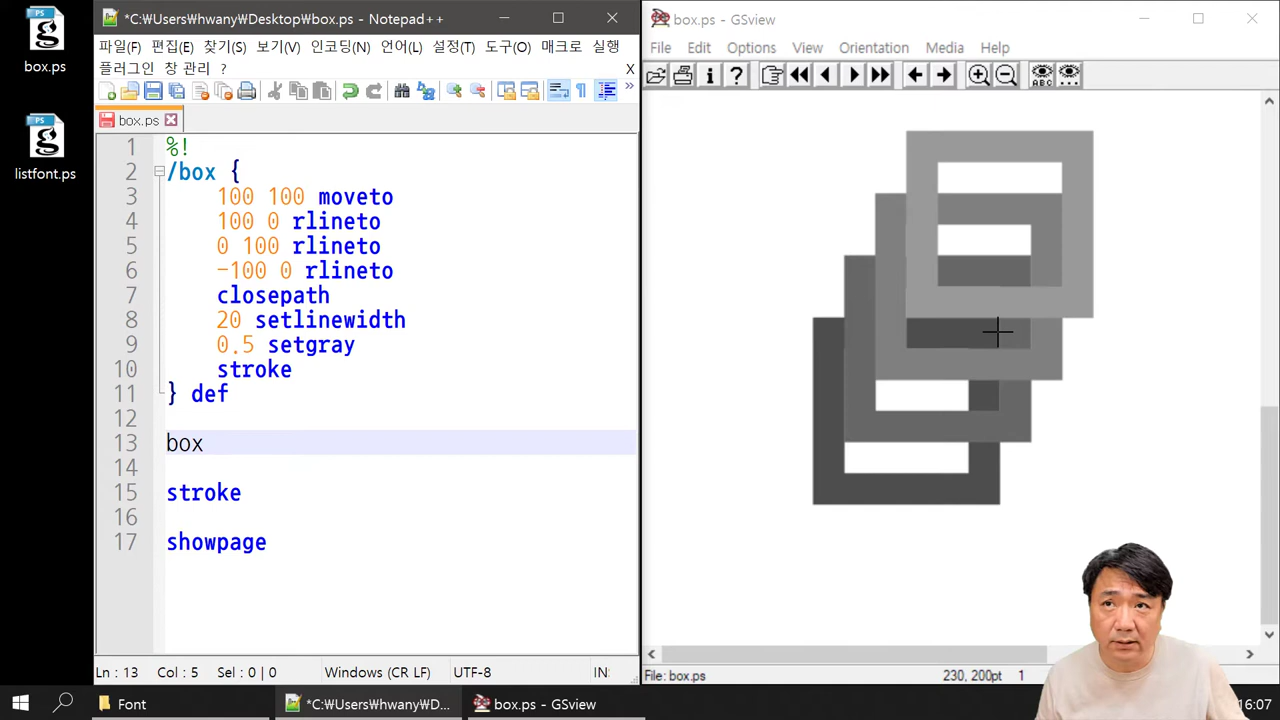 box.ps
listfont.ps
*C:\Users\hwany\Desktop\box.ps - Notepad++
파일(F) 편집(E) 찾기(S) 보기(V) 인코딩(N) 언어(L) 설정(T) 도구(O) 매크로 실행
플러그인 창 관리 ? X
box.ps
1 %!
2 /box {
3 100 100 moveto
4 100 0 rlineto
5 0 100 rlineto
6 -100 0 rlineto
7 closepath
8 20 setlinewidth
9 0.5 setgray
10 stroke
11 } def
12
13 box
14
15 stroke
16
17 showpage
Ln : 13 Col : 5 Sel : 0 | 0 Windows (CR LF) UTF-8 IN:
box.ps - GSview
File Edit Options View Orientation Media Help
ABC
File: box.ps 230, 200pt 1
Font
*C:\Users\hwany\D...
box.ps - GSview
16:07